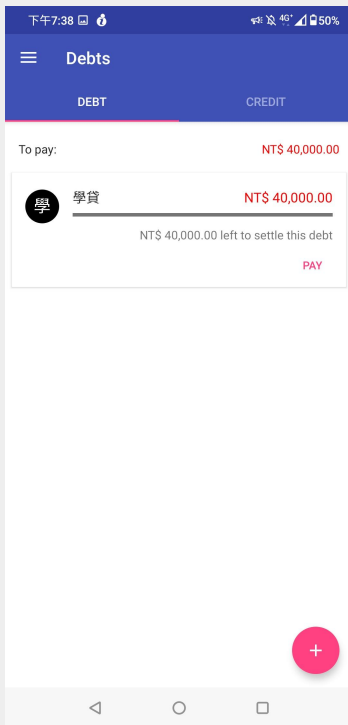 下午7:38 4G+ 50%
Debts
DEBT CREDIT
To pay: NT$ 40,000.00
學 學貸 NT$ 40,000.00
NT$ 40,000.00 left to settle this debt
PAY
+